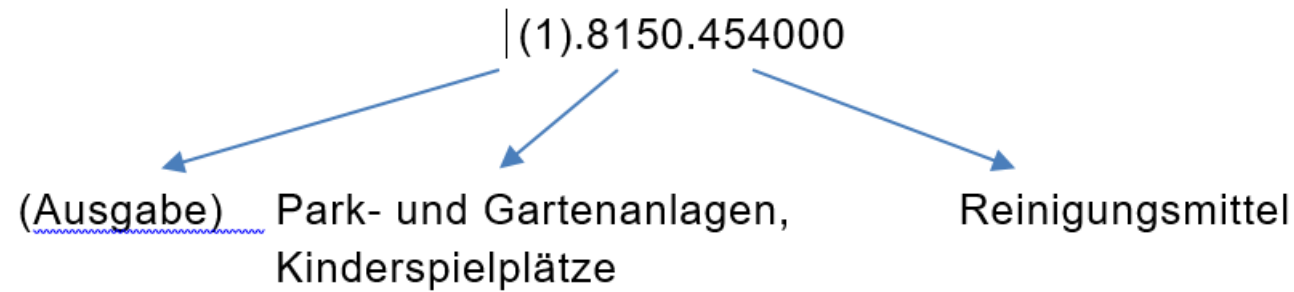 (1).8150.454000
(Ausgabe) Park- und Gartenanlagen, Reinigungsmittel
Kinderspielplätze